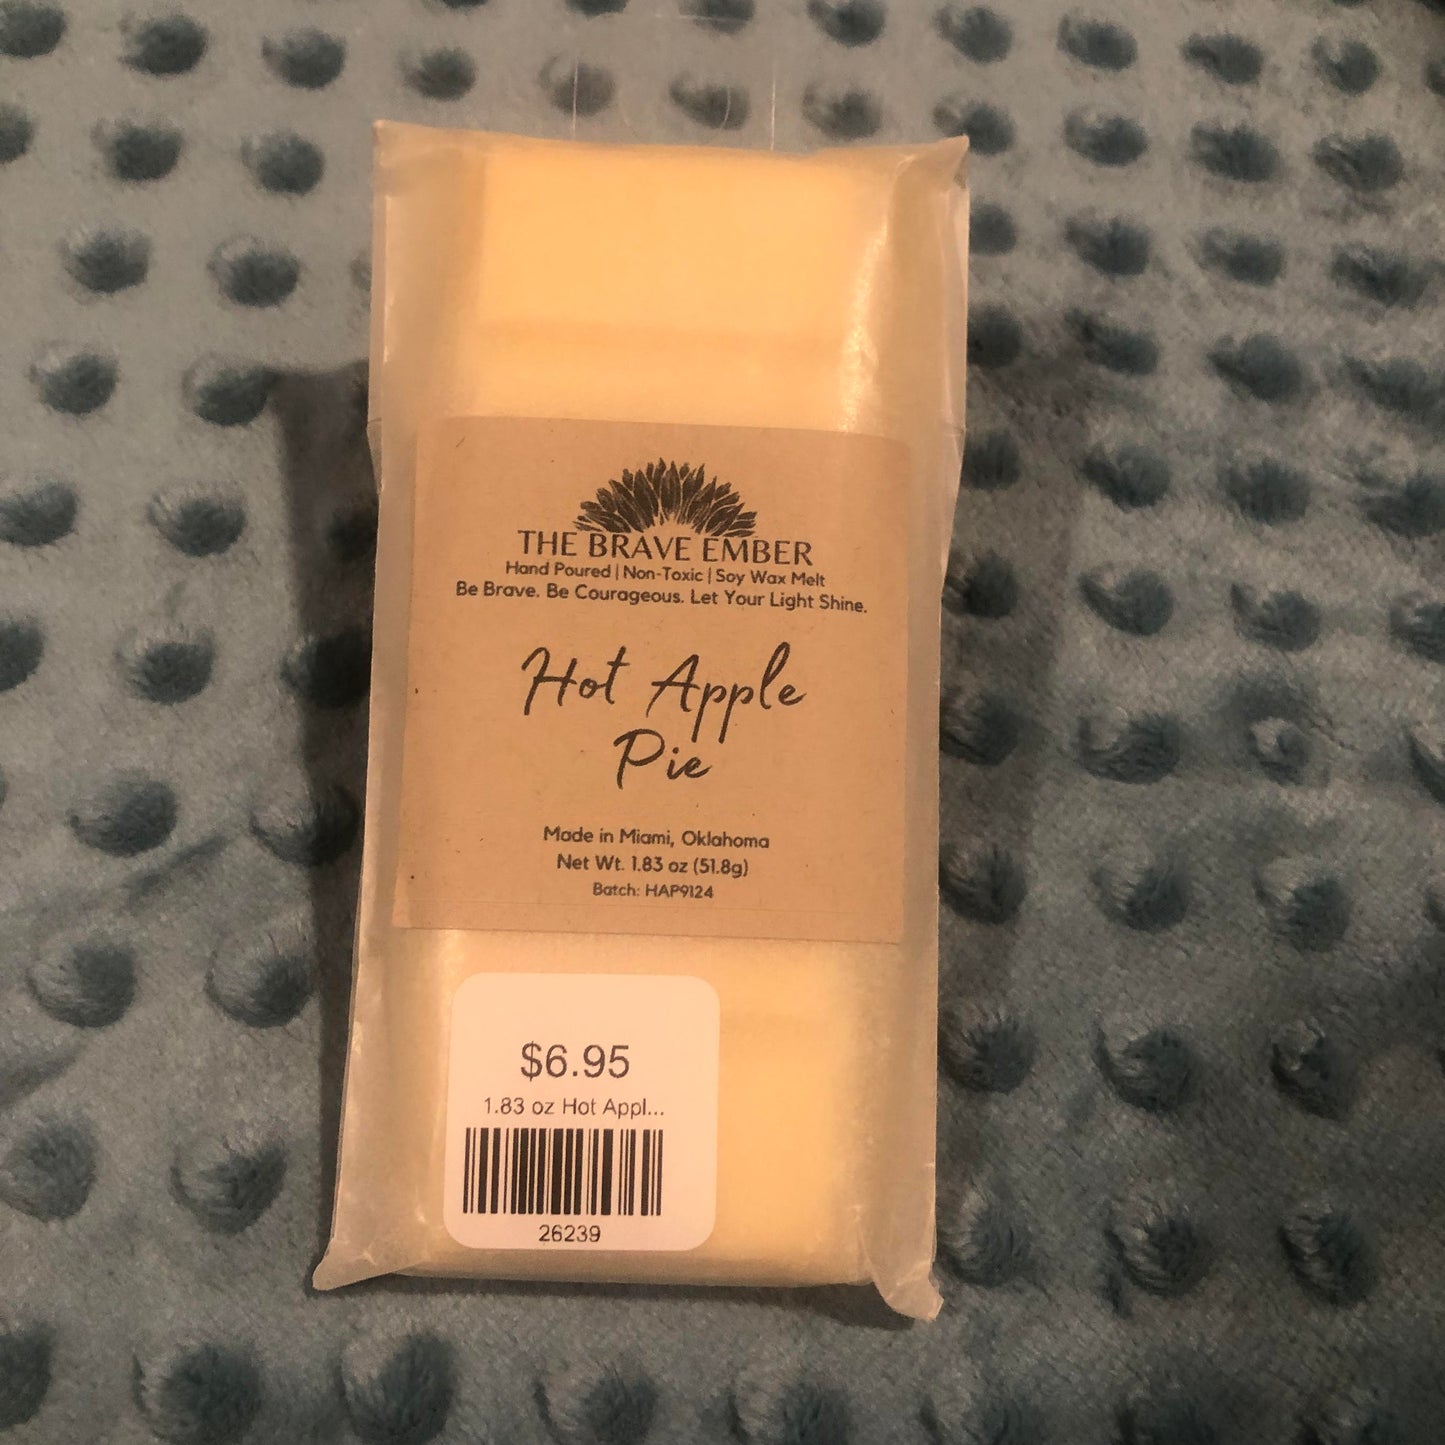 THE BRAVE EMBER
Hand Poured | Non-Toxic | Soy Wax Melt
Be Brave. Be Courageous. Let Your Light Shine.
Hot Apple
Pie
Made in Miami, Oklahoma
Net Wt. 1.83 oz (51.8g)
Batch: HAP9124
$6.95
1.83 oz Hot Appl...
26239